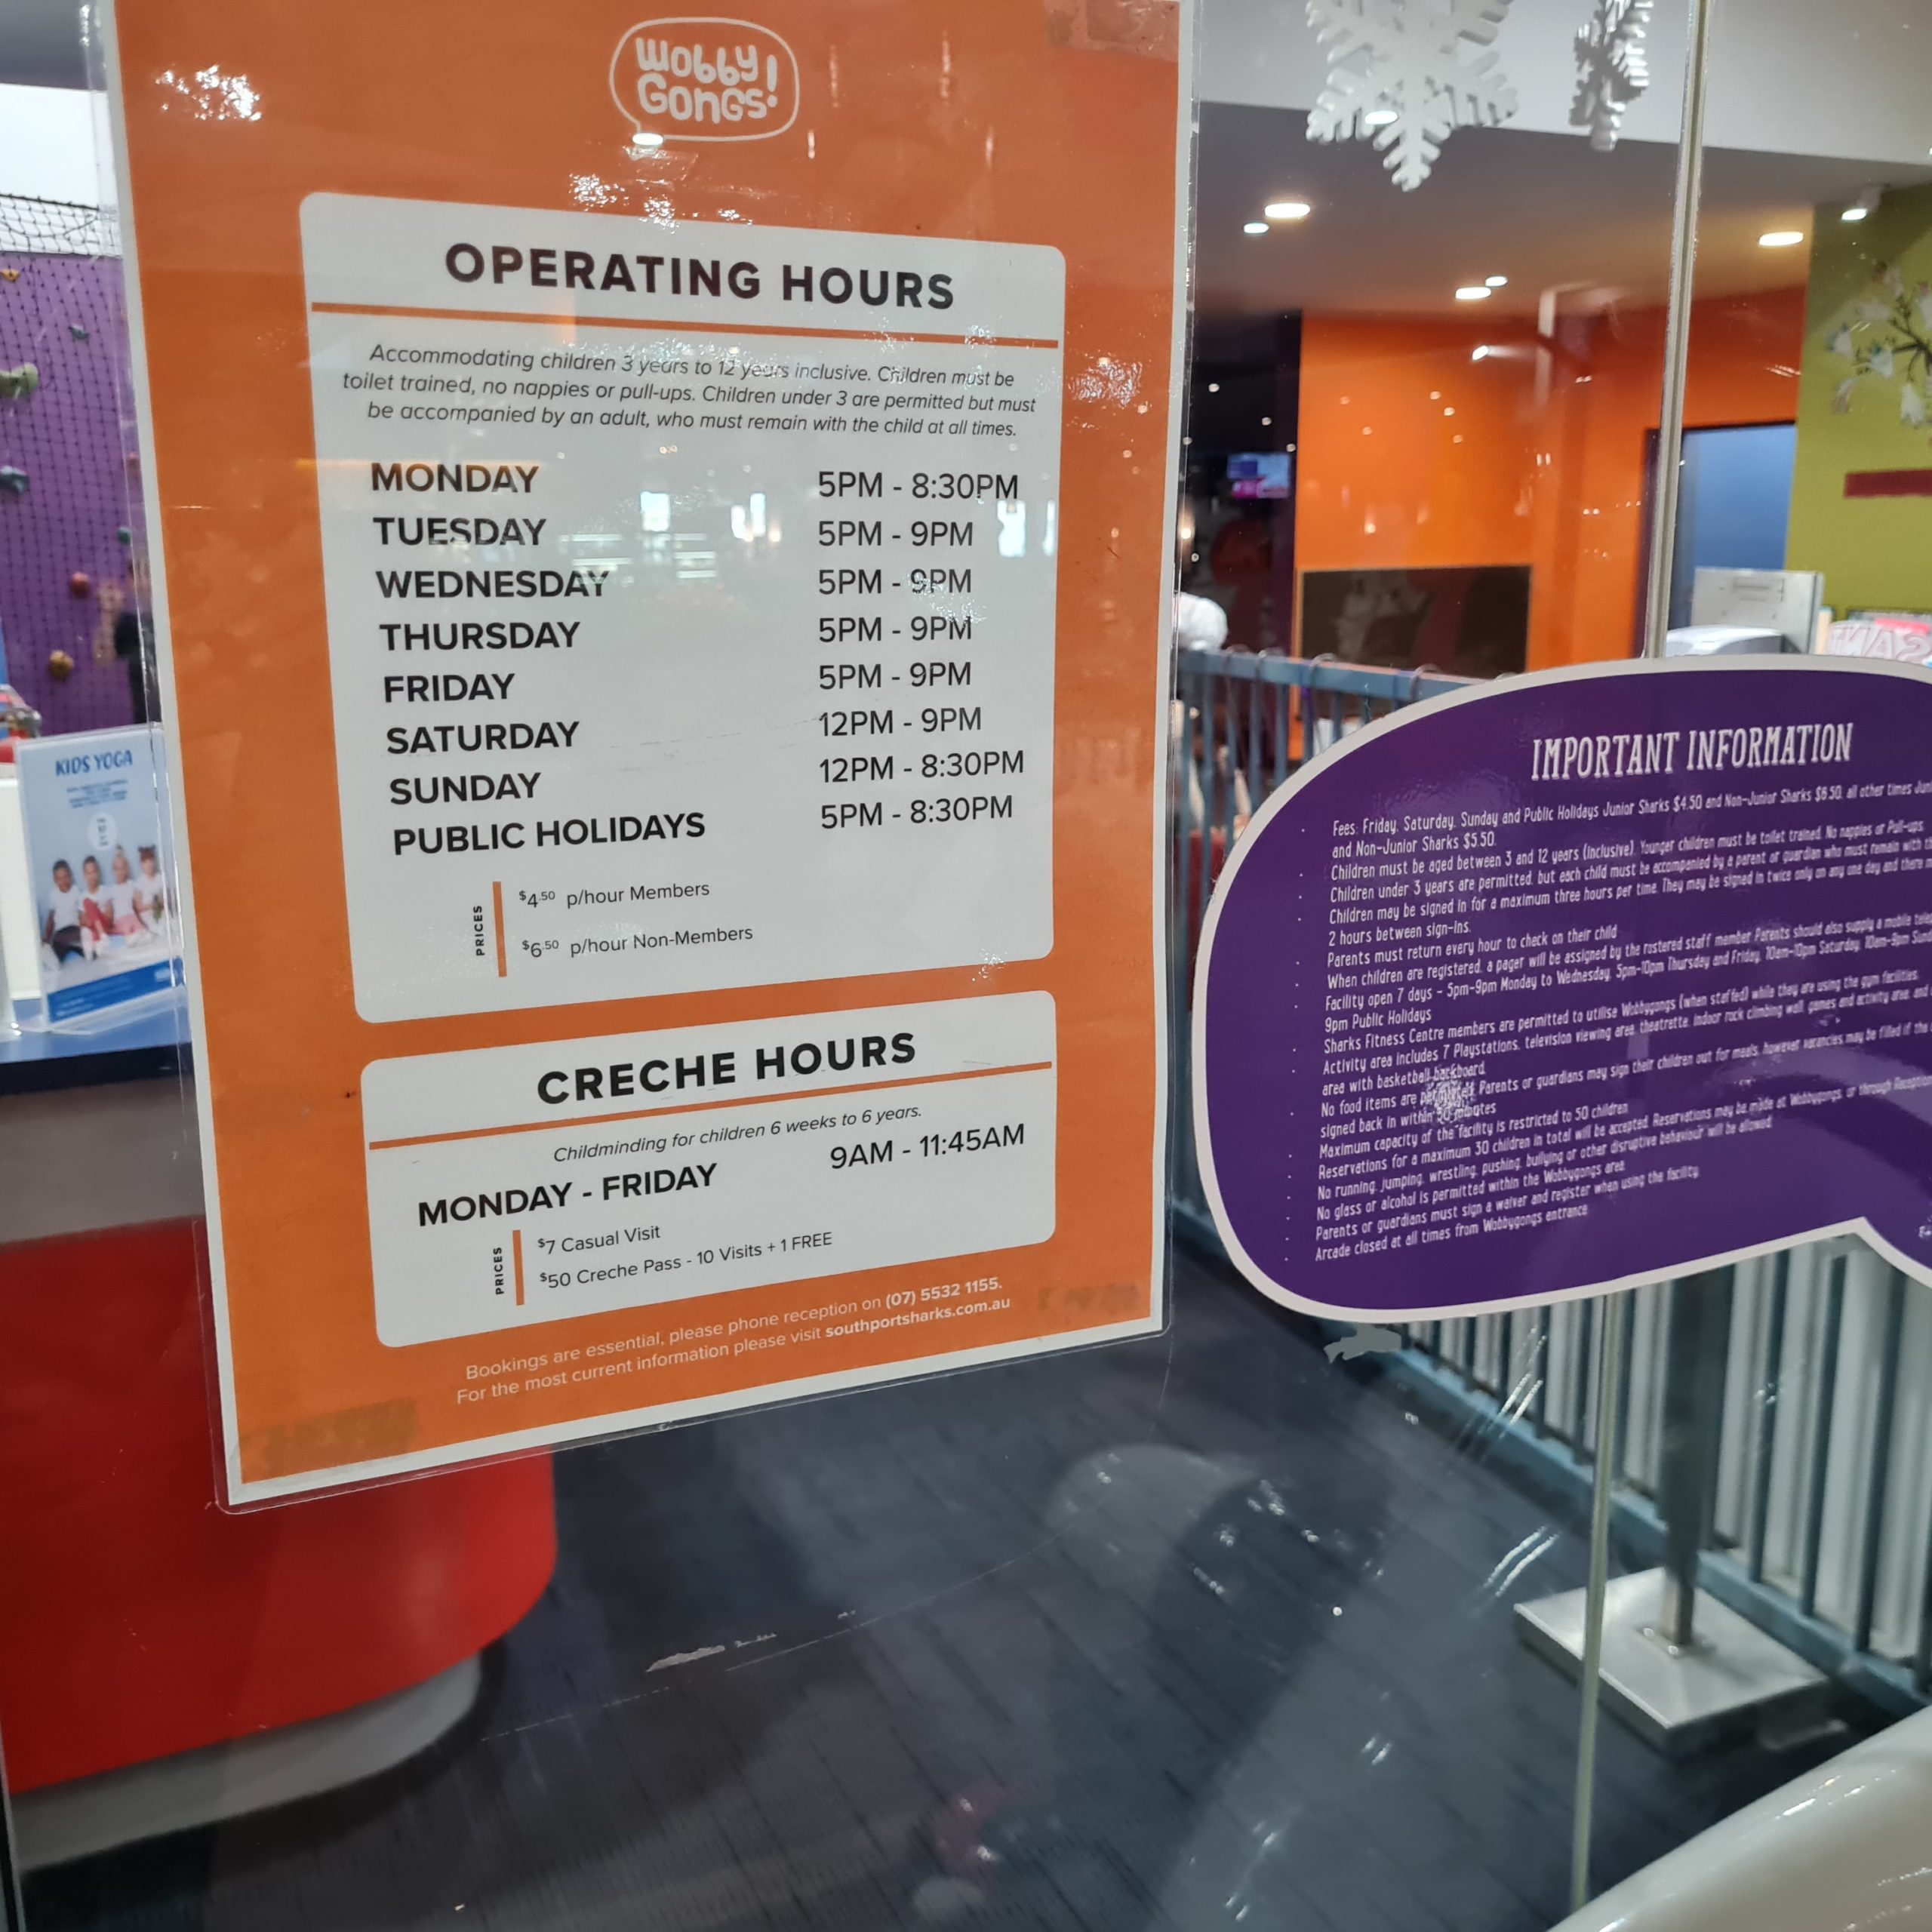 Wobby
Gongs!
OPERATING HOURS
Accommodating children 3 years to 12 years inclusive. Children must be
toilet trained, no nappies or pull-ups. Children under 3 are permitted but must
be accompanied by an adult, who must remain with the child at all times.
MONDAY 5PM - 8:30PM
TUESDAY 5PM - 9PM
WEDNESDAY 5PM - 9PM
THURSDAY 5PM - 9PM
FRIDAY 5PM - 9PM
SATURDAY 12PM - 9PM
SUNDAY 12PM - 8:30PM
PUBLIC HOLIDAYS 5PM - 8:30PM
PRICES
$4.50 p/hour Members
$6.50 p/hour Non-Members
CRECHE HOURS
Childminding for children 6 weeks to 6 years.
MONDAY - FRIDAY 9AM - 11:45AM
PRICES
$7 Casual Visit
$50 Creche Pass - 10 Visits + 1 FREE
Bookings are essential, please phone reception on (07) 5532 1155.
For the most current information please visit southportsharks.com.au
KIDS YOGA
IMPORTANT INFORMATION
Fees: Friday, Saturday, Sunday and Public Holidays Junior Sharks $4.50 and Non-Junior Sharks $6.50, all other times
and Non-Junior Sharks $5.50.
Children must be aged between 3 and 12 years (inclusive). Younger children must be toilet trained. No nappies or Pull-ups
Children under 3 years are permitted, but each child must be accompanied by a parent or guardian who must remain with
Children may be signed in for a maximum three hours per time. They may be signed in twice only on any one day and there
2 hours between sign-ins.
Parents must return every hour to check on their child
When children are registered, a pager will be assigned by the rostered staff member Parents should also supply a mobile
Facility open 7 days - 5pm-9pm Monday to Wednesday, 5pm-10pm Thursday and Friday, 10am-10pm Saturday, 10am-9pm
9pm Public Holidays
Sharks Fitness Centre members are permitted to utilise Wobbygongs (when staffed) while they are using the gym facilities.
Activity area includes 7 Playstations, television viewing area, theatrette, indoor rock climbing wall, games and activity area, and
area with basketball backboard.
No food items are permitted. Parents or guardians may sign their children out for meals, however vacancies may be filled if
signed back in within 30 minutes
Maximum capacity of the facility is restricted to 50 children
Reservations for a maximum 30 children in total will be accepted. Reservations may be made at Wobbygongs or through Reception
No running, jumping, wrestling, pushing, bullying or other disruptive behaviour will be allowed
No glass or alcohol is permitted within the Wobbygongs area.
Parents or guardians must sign a waiver and register when using the facility.
Arcade closed at all times from Wobbygongs entrance.